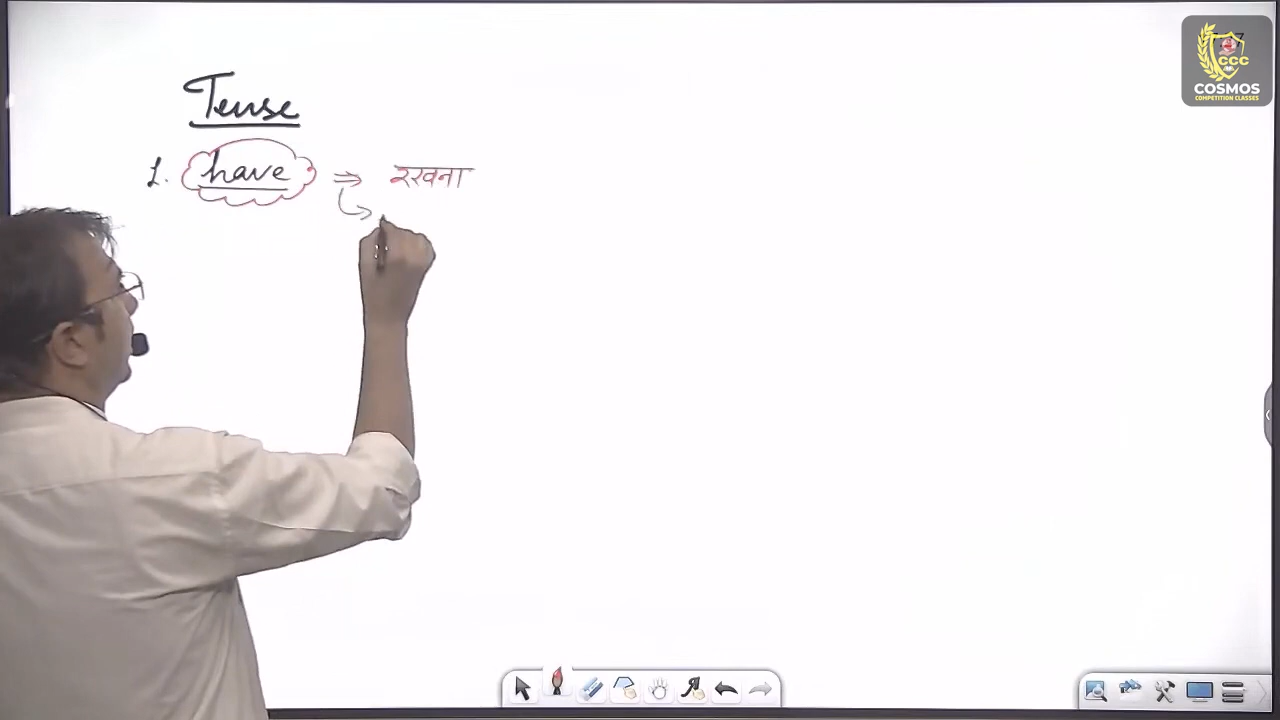 Tense
1. have ⇒ रखना
CCC
COSMOS
COMPETITION CLASSES